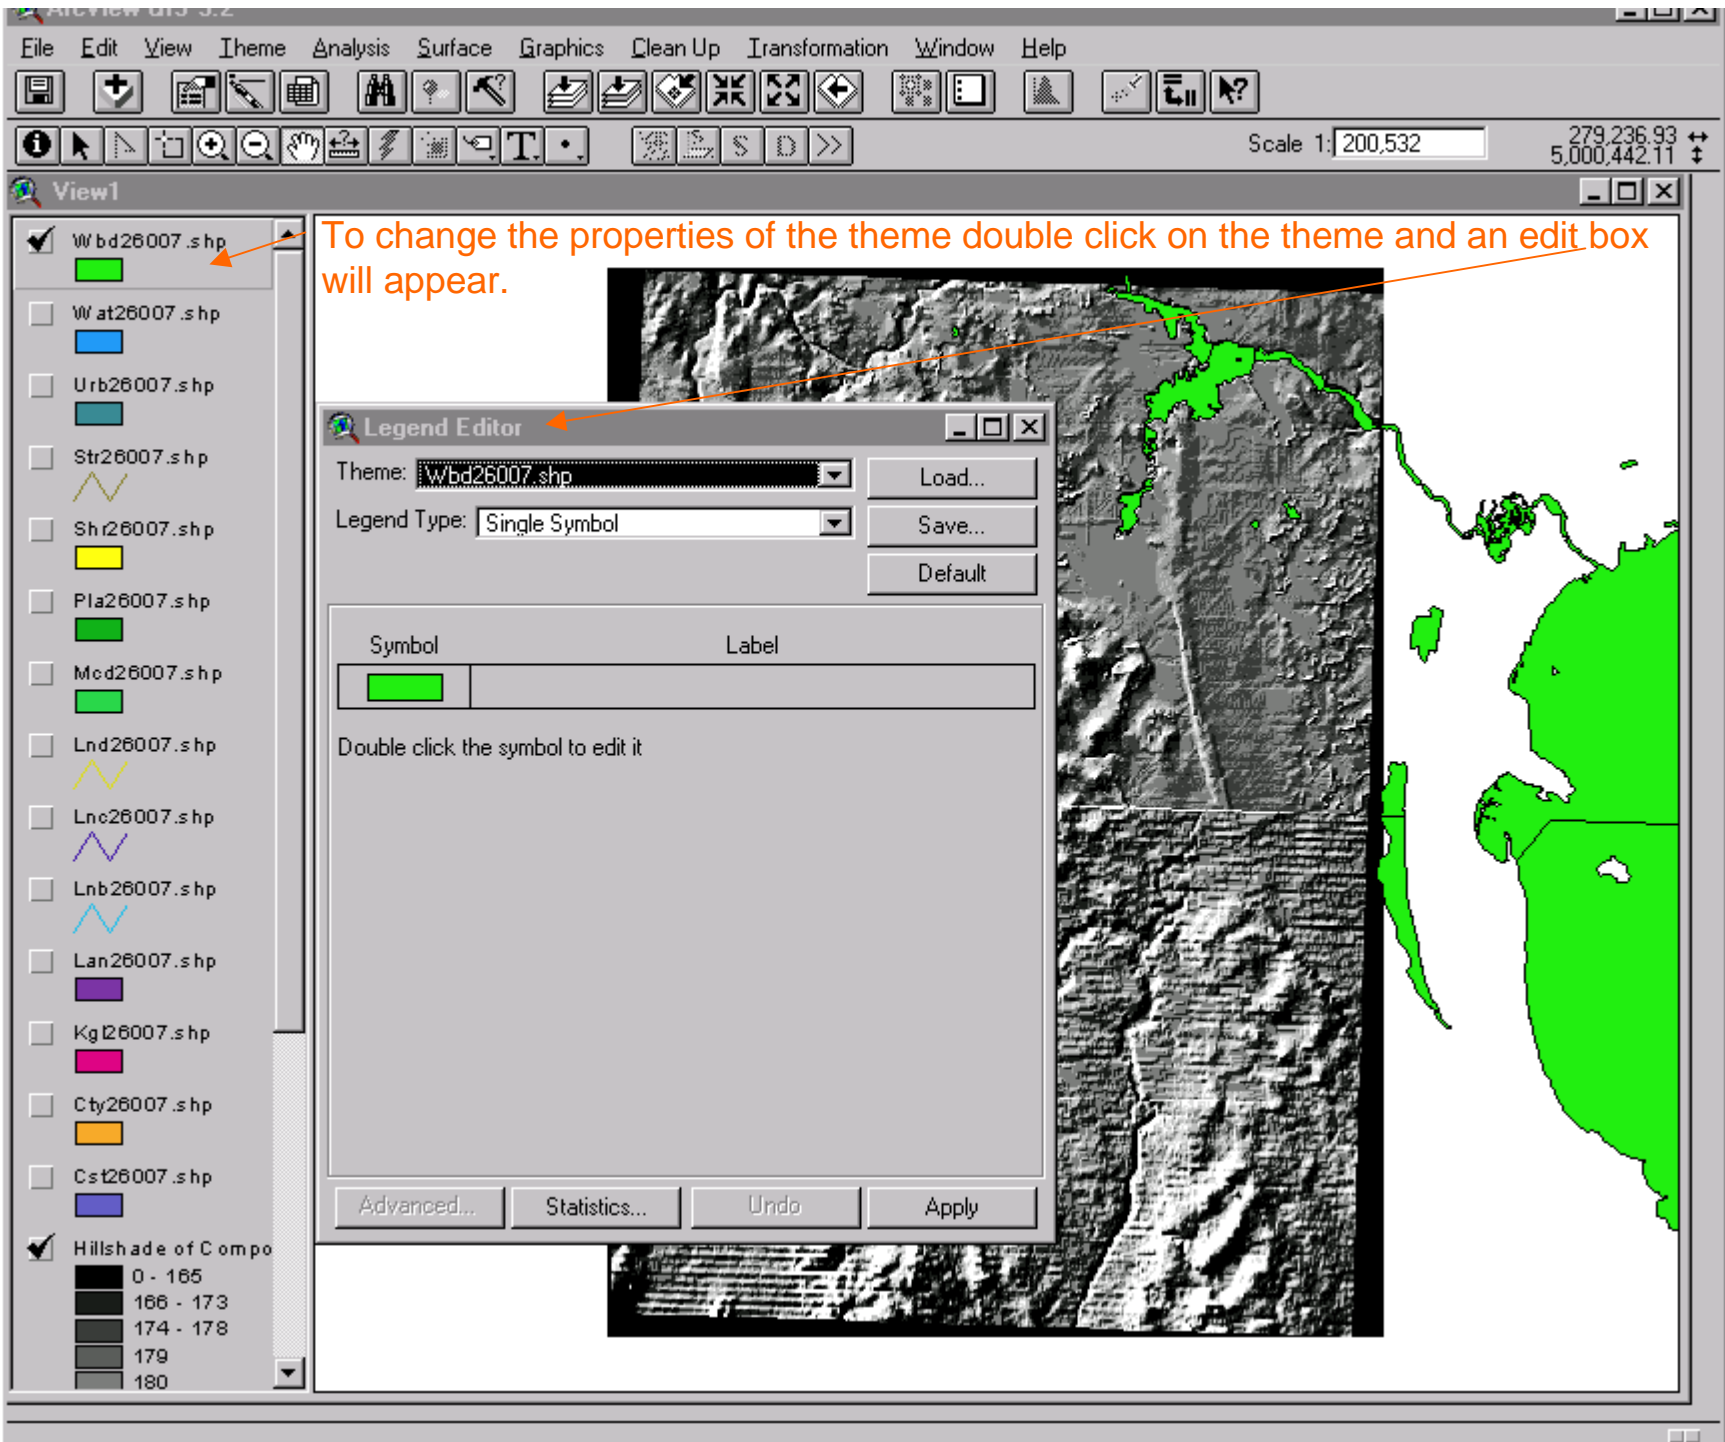 ArcView GIS 3.2
File Edit View Theme Analysis Surface Graphics Clean Up Transformation Window Help
Scale 1: 200,532
279,236.93
5,000,442.11
View1
To change the properties of the theme double click on the theme and an edit box
will appear.
Wbd26007.shp
Wat26007.shp
Urb26007.shp
Str26007.shp
Shr26007.shp
Pla26007.shp
Mcd26007.shp
Lnd26007.shp
Lnc26007.shp
Lnb26007.shp
Lan26007.shp
Kgl26007.shp
Cty26007.shp
Cst26007.shp
Hillshade of Compo
0 - 165
166 - 173
174 - 178
179
180
Legend Editor
Theme: Wbd26007.shp
Load...
Legend Type: Single Symbol
Save...
Default
Symbol Label
Double click the symbol to edit it
Advanced... Statistics... Undo Apply